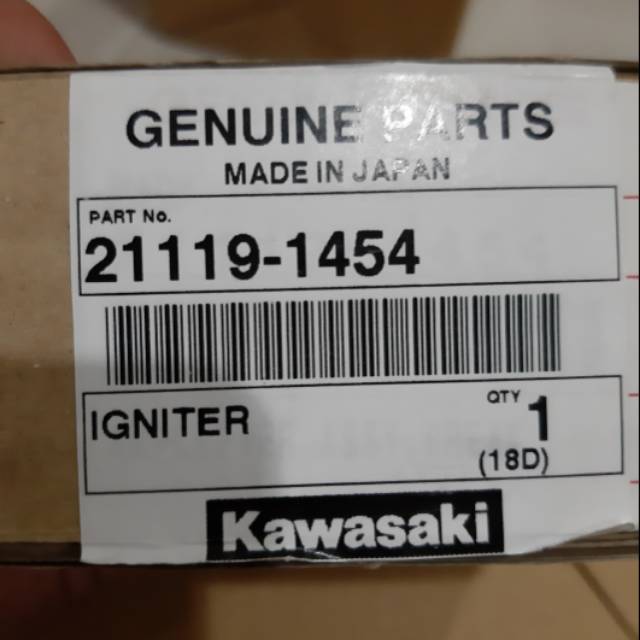 GENUINE PARTS
MADE IN JAPAN
PART No.
21119-1454
IGNITER
QTY 1
(18D)
Kawasaki